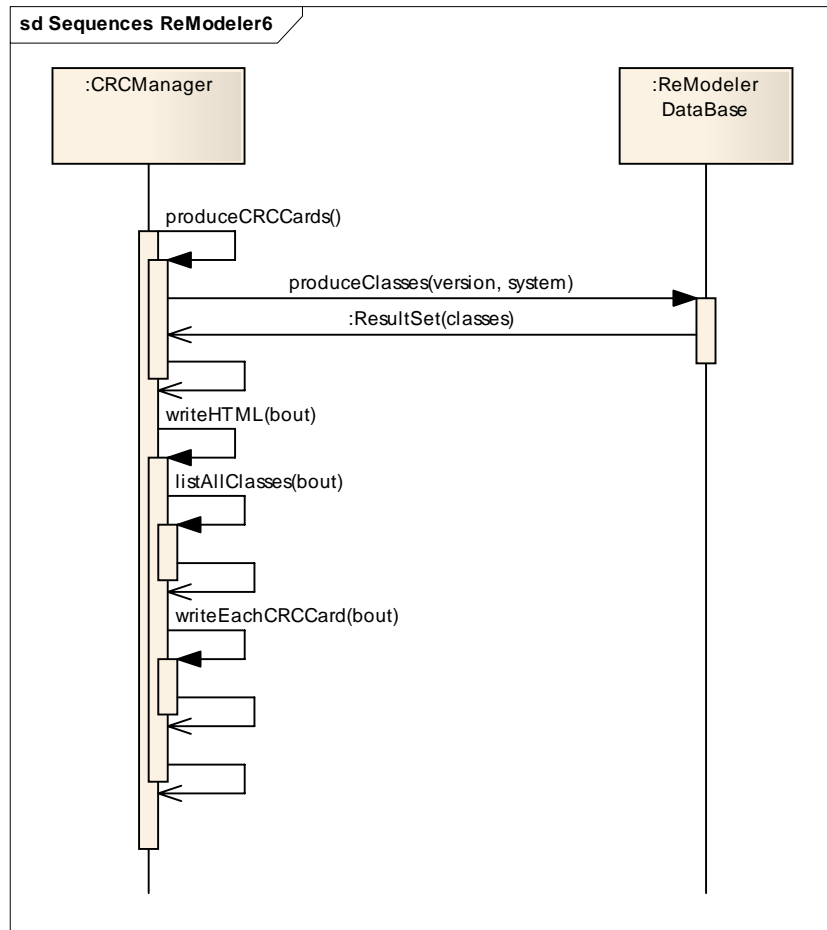 sd Sequences ReModeler6
:CRCManager
:ReModeler
DataBase
produceCRCCards()
produceClasses(version, system)
:ResultSet(classes)
writeHTML(bout)
listAllClasses(bout)
writeEachCRCCard(bout)